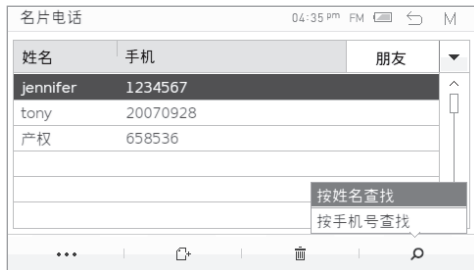 名片电话 04:35 pm FM M
姓名 手机 朋友
jennifer 1234567
tony 20070928
产权 658536
按姓名查找
按手机号查找